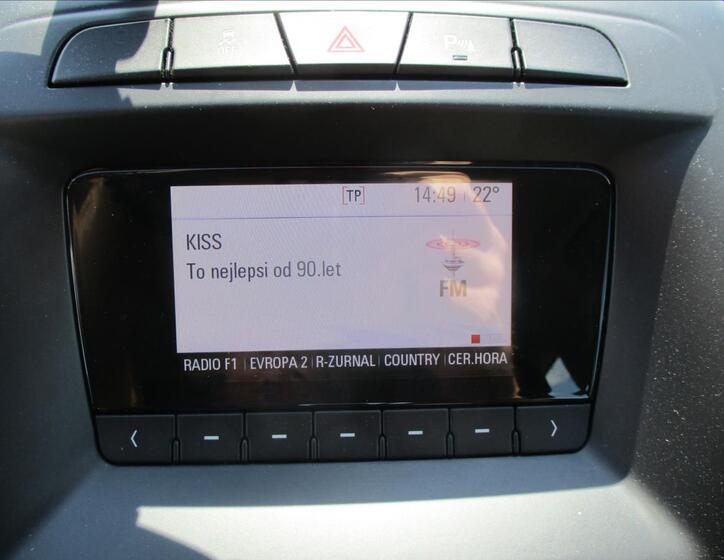 OFF
P
[TP] 14:49 22°
KISS
To nejlepsi od 90.let
FM
RADIO F1 | EVROPA 2 | R-ZURNAL | COUNTRY | CER.HORA